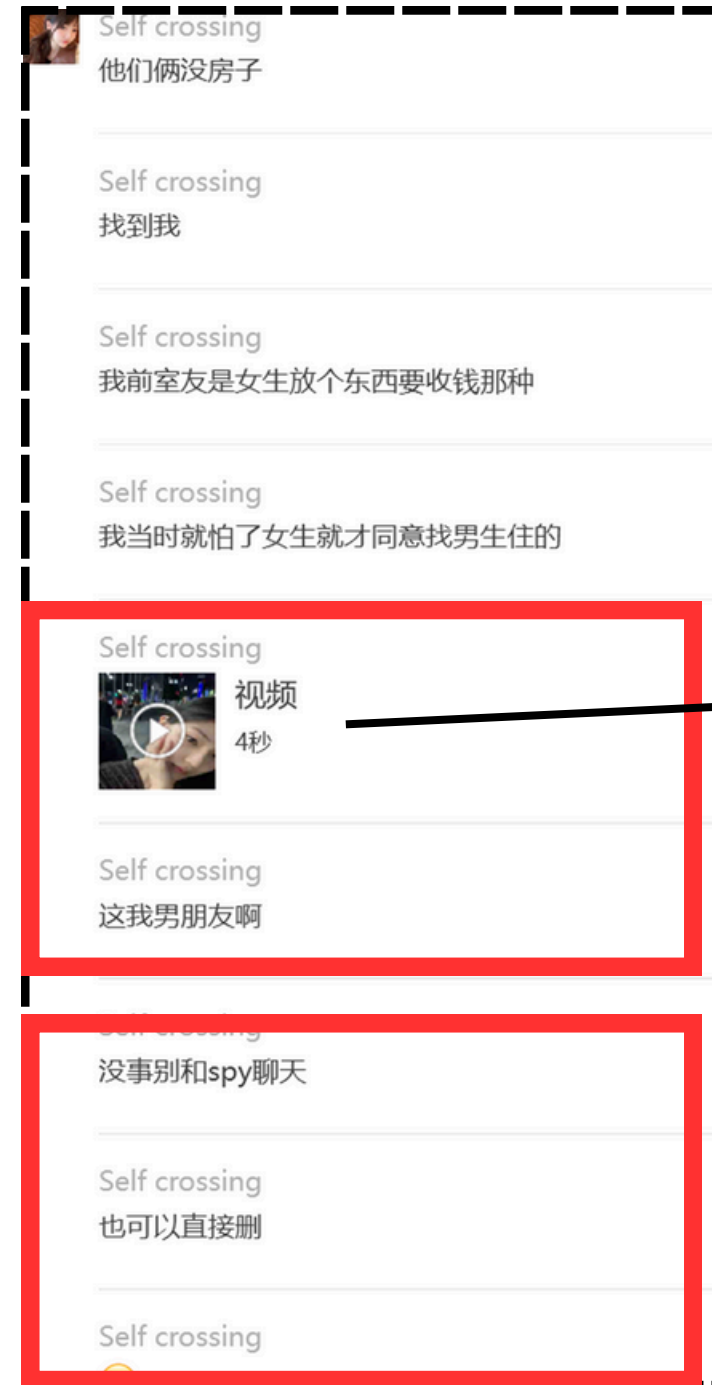 Self crossing
他们俩没房子
Self crossing
找到我
Self crossing
我前室友是女生放个东西要收钱那种
Self crossing
我当时就怕了女生就才同意找男生住的
Self crossing
视频
4秒
Self crossing
这我男朋友啊
Self crossing
没事别和spy聊天
Self crossing
也可以直接删
Self crossing